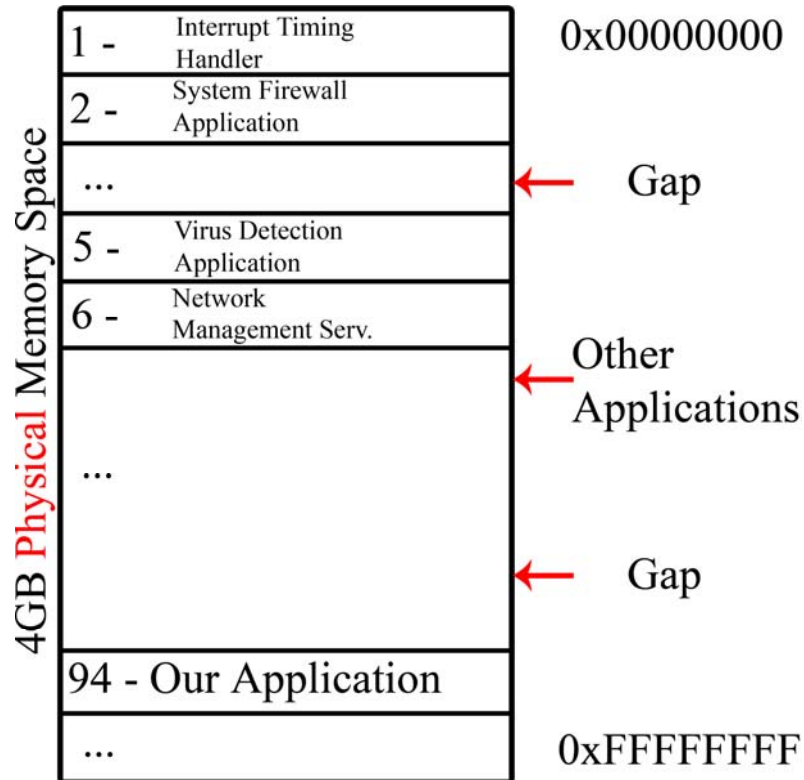 1 -
Interrupt Timing
Handler
0x00000000
2 -
System Firewall
Application
...
Gap
5 -
Virus Detection
Application
6 -
Network
Management Serv.
Other
Applications
...
Gap
94 - Our Application
...
0xFFFFFFFF
4GB Physical Memory Space